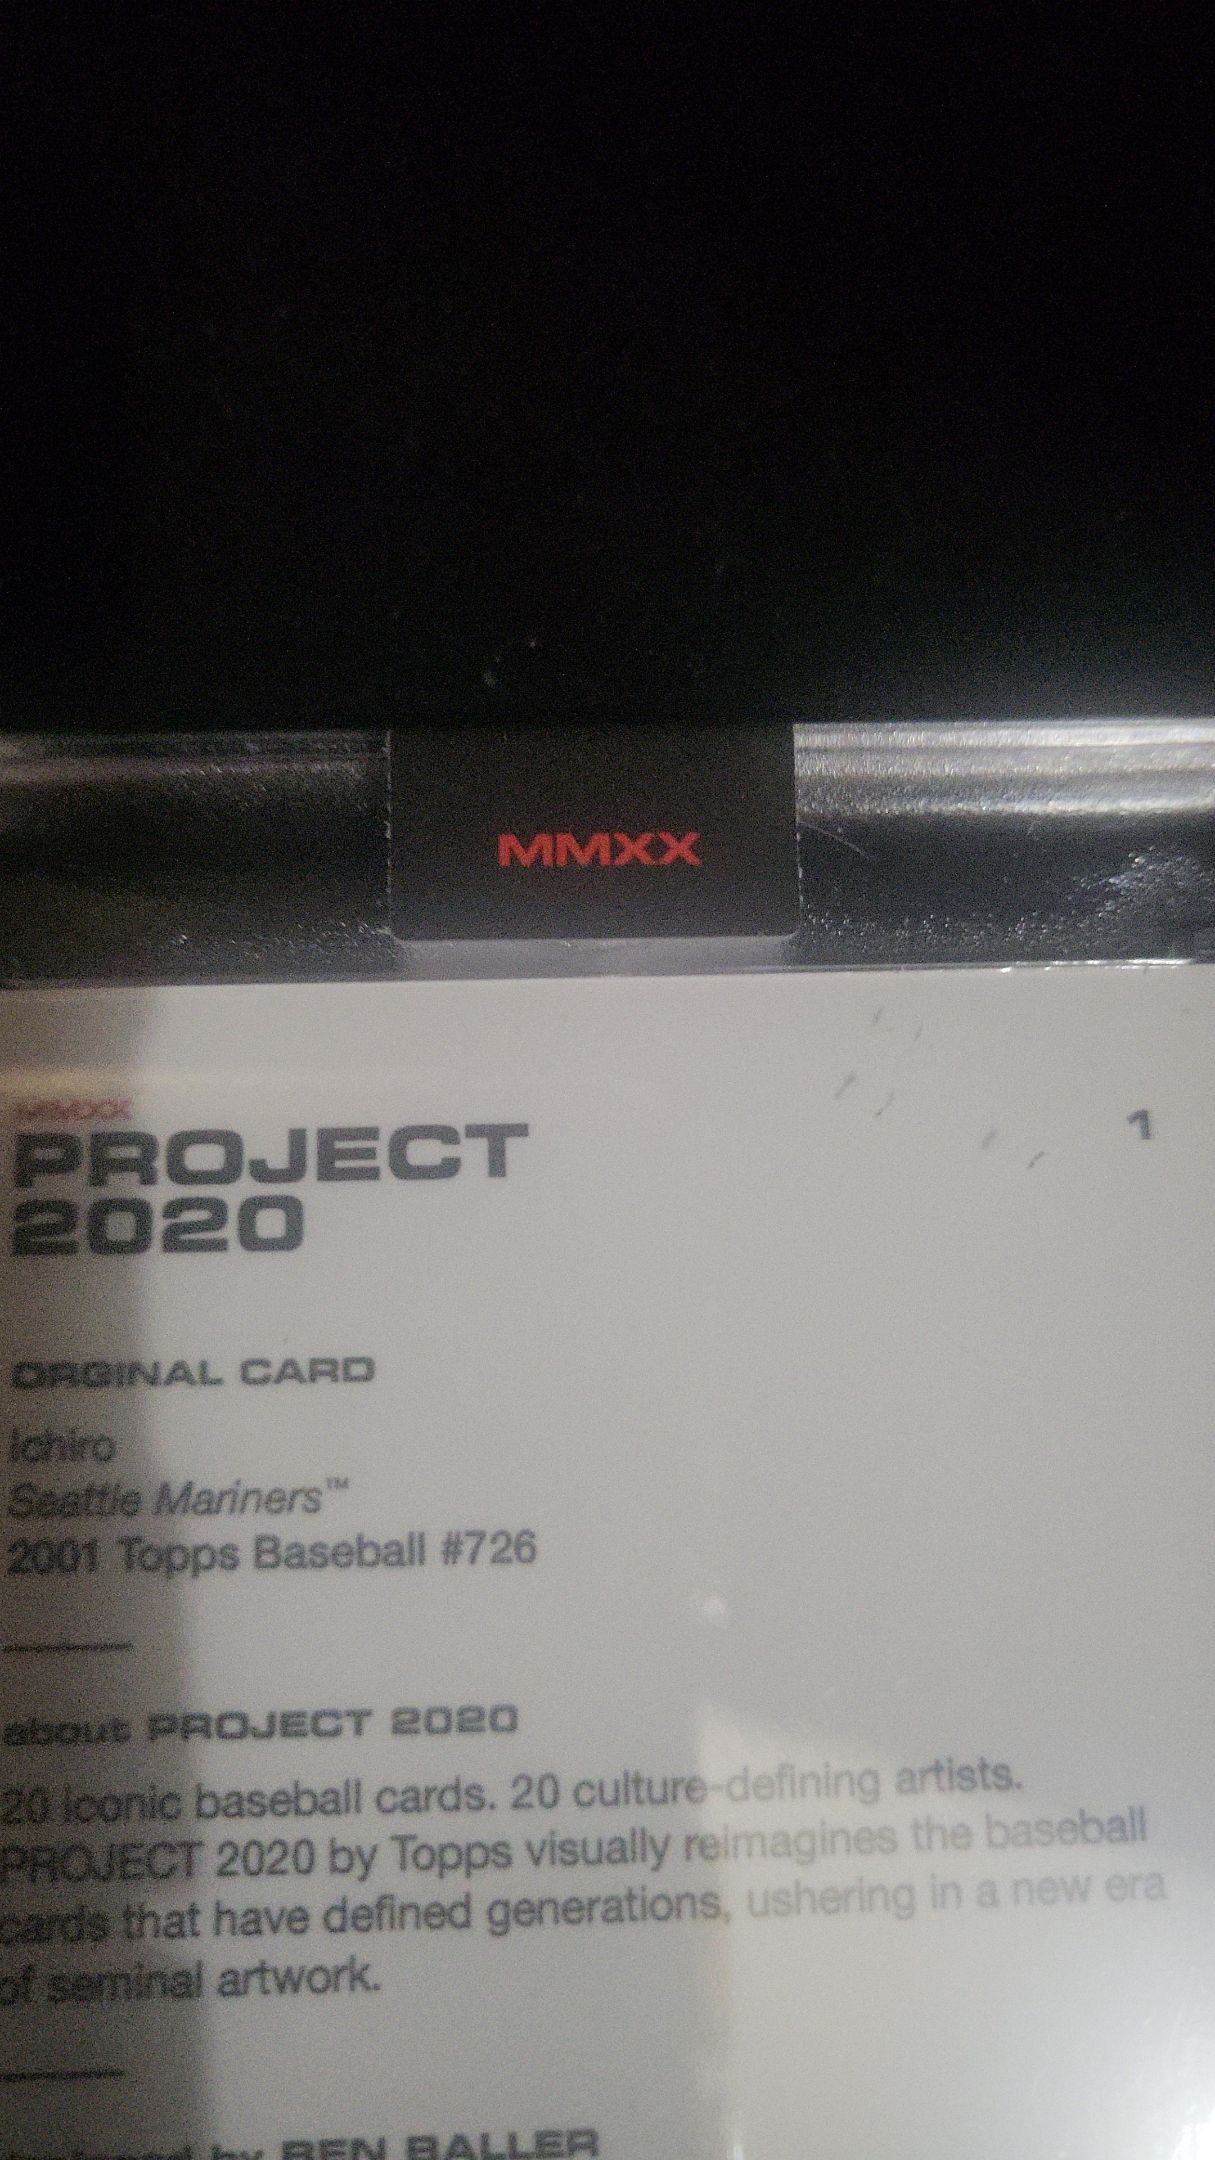 MMXX
MMXX
PROJECT
2020
1
ORGINAL CARD
Ichiro
Seattle Mariners™
2001 Topps Baseball #726
about PROJECT 2020
20 iconic baseball cards. 20 culture-defining artists.
PROJECT 2020 by Topps visually reimagines the baseball
cards that have defined generations, ushering in a new era
of seminal artwork.
by BEN BALLER